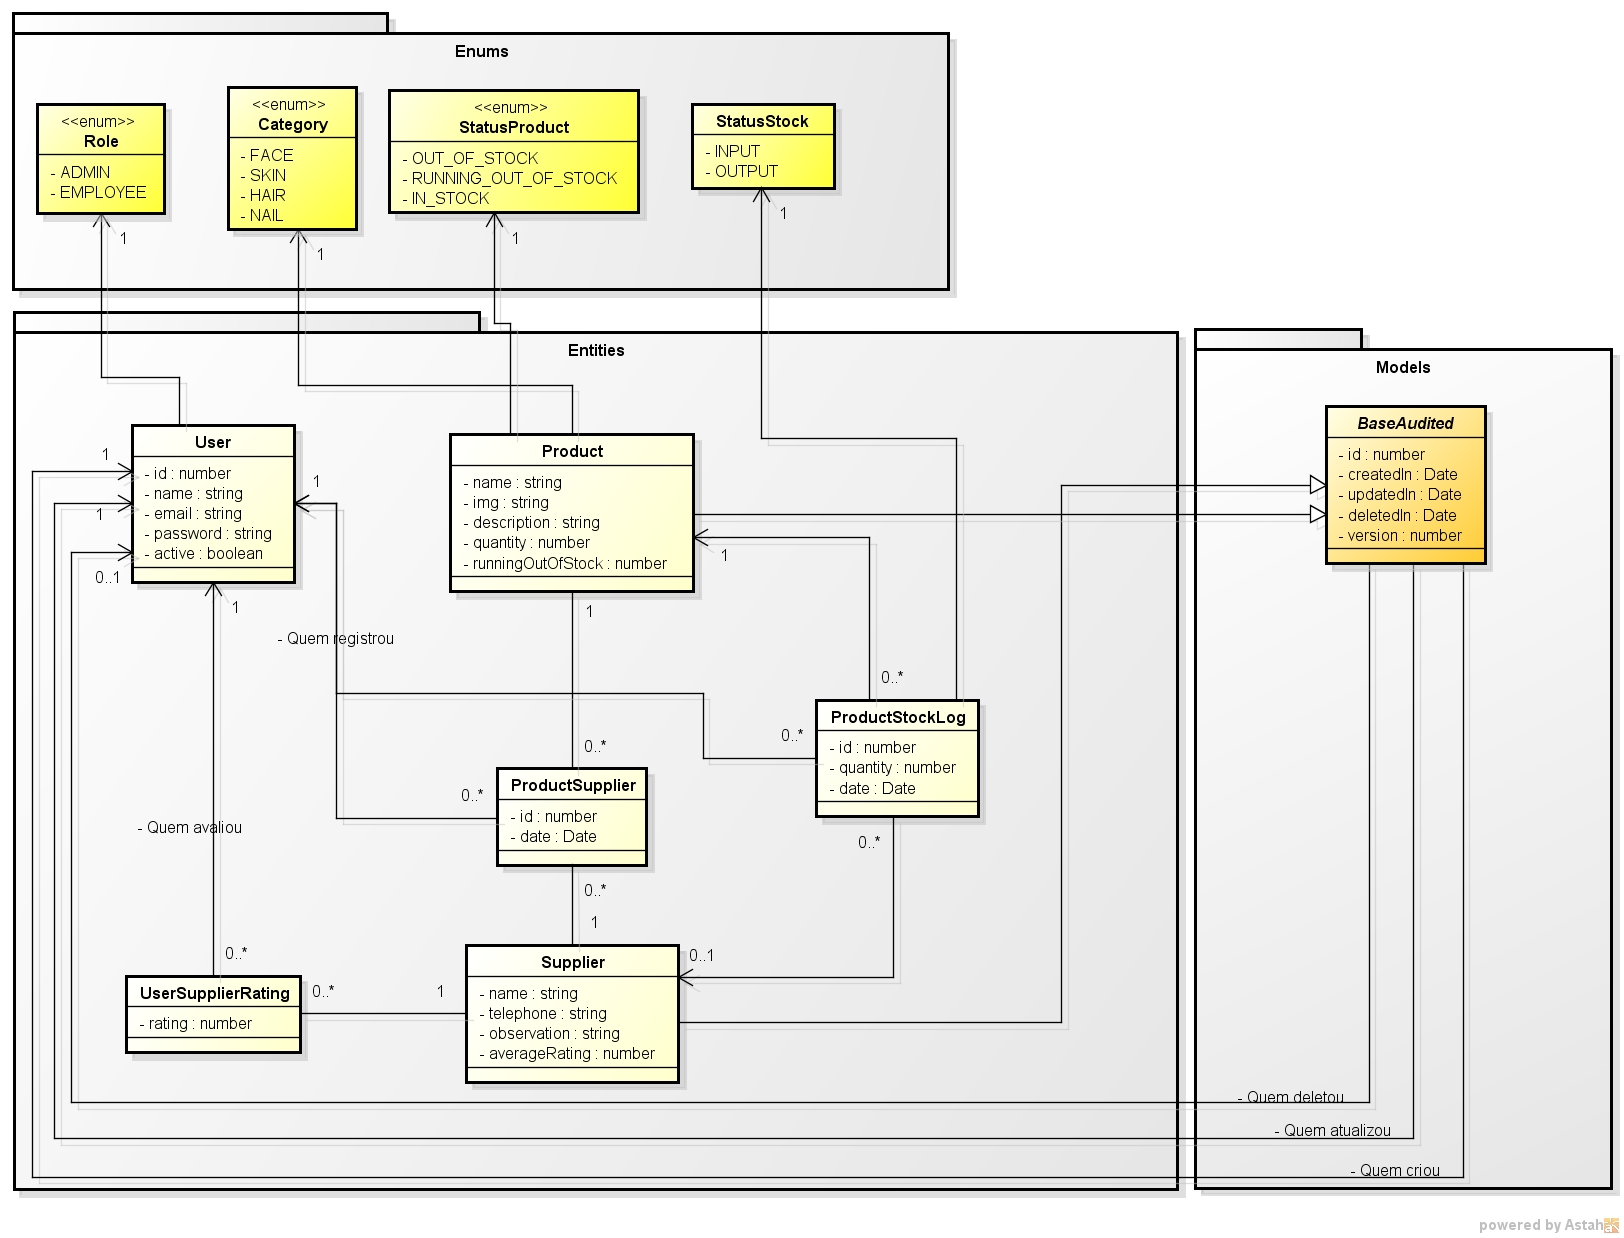 Enums
<<enum>>
Role
- ADMIN
- EMPLOYEE
1
<<enum>>
Category
- FACE
- SKIN
- HAIR
- NAIL
1
<<enum>>
StatusProduct
- OUT_OF_STOCK
- RUNNING_OUT_OF_STOCK
- IN_STOCK
1
StatusStock
- INPUT
- OUTPUT
1
Entities
User
- id : number
- name : string
- email : string
- password : string
- active : boolean
1
1
0..1
1
1
Product
- name : string
- img : string
- description : string
- quantity : number
- runningOutOfStock : number
1
1
- Quem registrou
0..*
ProductStockLog
- id : number
- quantity : number
- date : Date
0..*
0..*
0..*
0..*
ProductSupplier
- id : number
- date : Date
0..*
1
- Quem avaliou
0..*
UserSupplierRating
- rating : number
0..*
1
Supplier
- name : string
- telephone : string
- observation : string
- averageRating : number
0..1
Models
BaseAudited
- id : number
- createdIn : Date
- updatedIn : Date
- deletedIn : Date
- version : number
- Quem deletou
- Quem atualizou
- Quem criou
powered by Astah